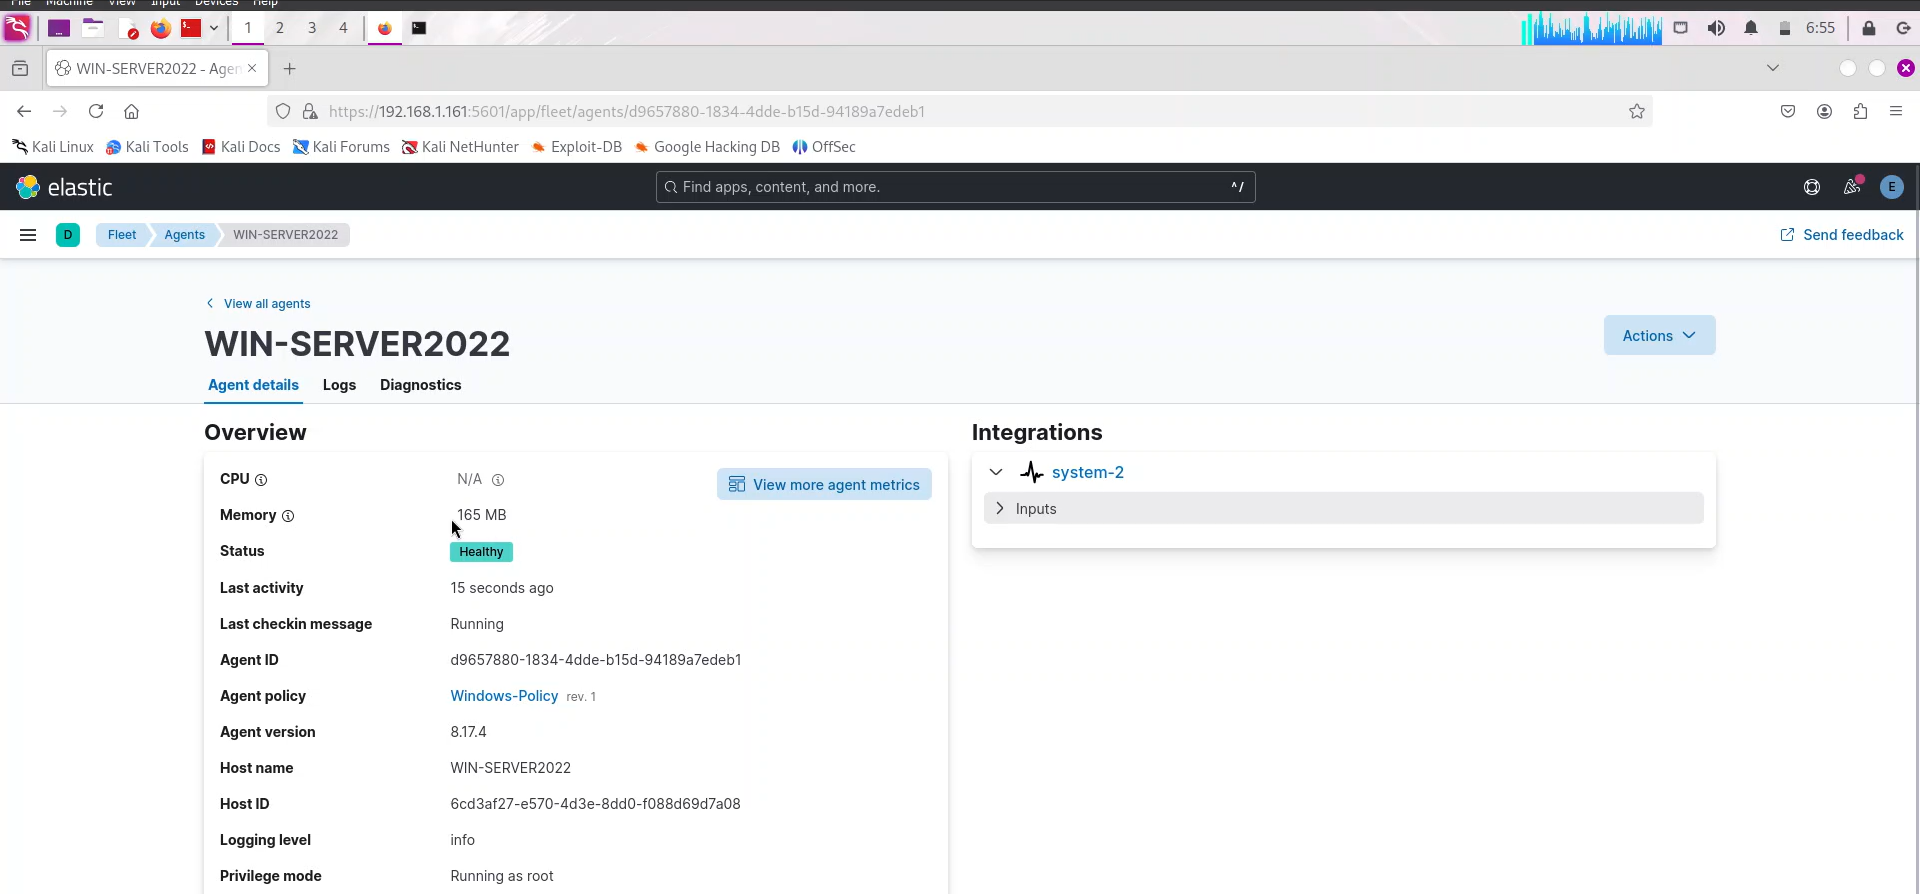 File Machine View Input Devices Help
1 2 3 4 6:55
WIN-SERVER2022 - Agen
https://192.168.1.161:5601/app/fleet/agents/d9657880-1834-4dde-b15d-94189a7edeb1
Kali Linux Kali Tools Kali Docs Kali Forums Kali NetHunter Exploit-DB Google Hacking DB OffSec
elastic Find apps, content, and more. ^/ E
D Fleet Agents WIN-SERVER2022 Send feedback
View all agents
WIN-SERVER2022 Actions
Agent details Logs Diagnostics
Overview
CPU N/A View more agent metrics
Memory 165 MB
Status Healthy
Last activity 15 seconds ago
Last checkin message Running
Agent ID d9657880-1834-4dde-b15d-94189a7edeb1
Agent policy Windows-Policy rev. 1
Agent version 8.17.4
Host name WIN-SERVER2022
Host ID 6cd3af27-e570-4d3e-8dd0-f088d69d7a08
Logging level info
Privilege mode Running as root
Integrations
system-2
Inputs